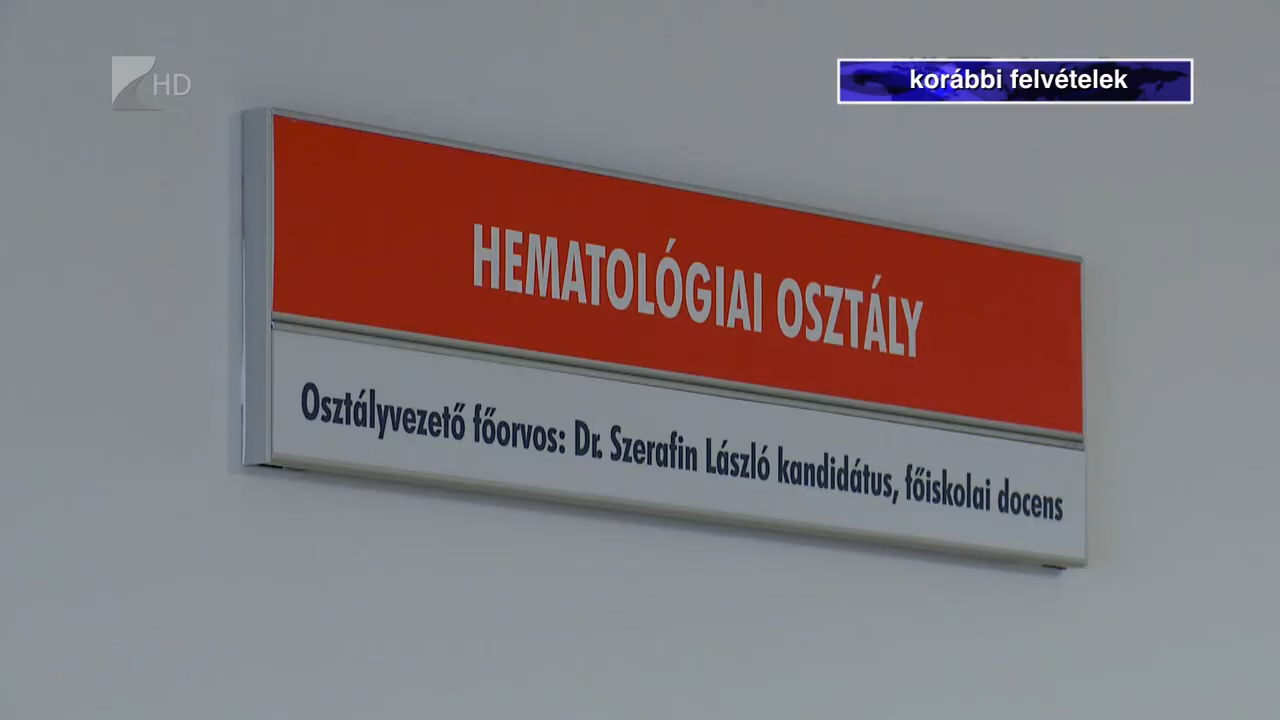 HD
korábbi felvételek
HEMATOLÓGIAI OSZTÁLY
Osztályvezető főorvos: Dr. Szerafin László kandidátus, főiskolai docens